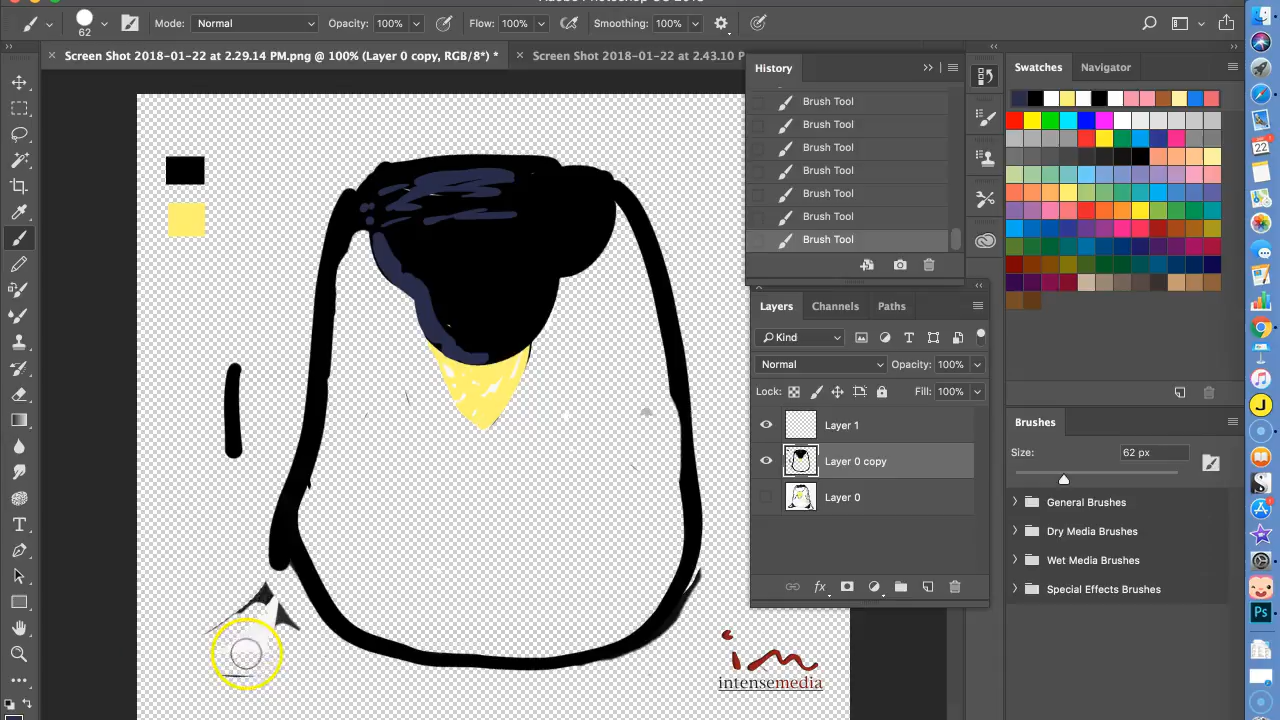 62
Mode: Normal
Opacity: 100%
Flow: 100%
Smoothing: 100%
Screen Shot 2018-01-22 at 2.29.14 PM.png @ 100% (Layer 0 copy, RGB/8*) *
Screen Shot 2018-01-22 at 2.43.10 P
History
Brush Tool
Brush Tool
Brush Tool
Brush Tool
Brush Tool
Brush Tool
Brush Tool
Layers Channels Paths
Kind
Normal
Opacity: 100%
Lock:
Fill: 100%
Layer 1
Layer 0 copy
Layer 0
fx
Swatches Navigator
Brushes
Size: 62 px
General Brushes
Dry Media Brushes
Wet Media Brushes
Special Effects Brushes
im
intensemedia
22
J
Ps